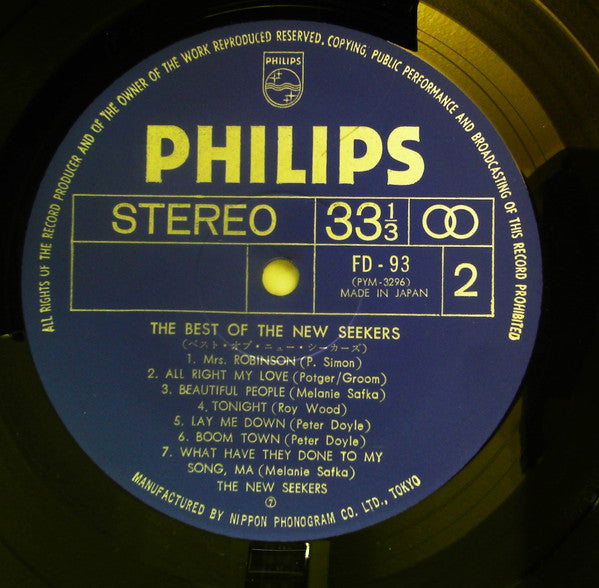 ALL RIGHTS OF THE RECORD PRODUCER AND OF THE OWNER OF THE WORK REPRODUCED RESERVED. COPYING, PUBLIC PERFORMANCE AND BROADCASTING OF THIS RECORD PROHIBITED
PHILIPS
PHILIPS
STEREO 33 1/3
FD - 93
(PYM-3296)
MADE IN JAPAN
2
THE BEST OF THE NEW SEEKERS
(ベスト・オブ・ニュー・シーカーズ)
1. Mrs. ROBINSON (P. Simon)
2. ALL RIGHT MY LOVE (Potger/Groom)
3. BEAUTIFUL PEOPLE (Melanie Safka)
4. TONIGHT (Roy Wood)
5. LAY ME DOWN (Peter Doyle)
6. BOOM TOWN (Peter Doyle)
7. WHAT HAVE THEY DONE TO MY
SONG, MA (Melanie Safka)
THE NEW SEEKERS
MANUFACTURED BY NIPPON PHONOGRAM CO. LTD., TOKYO